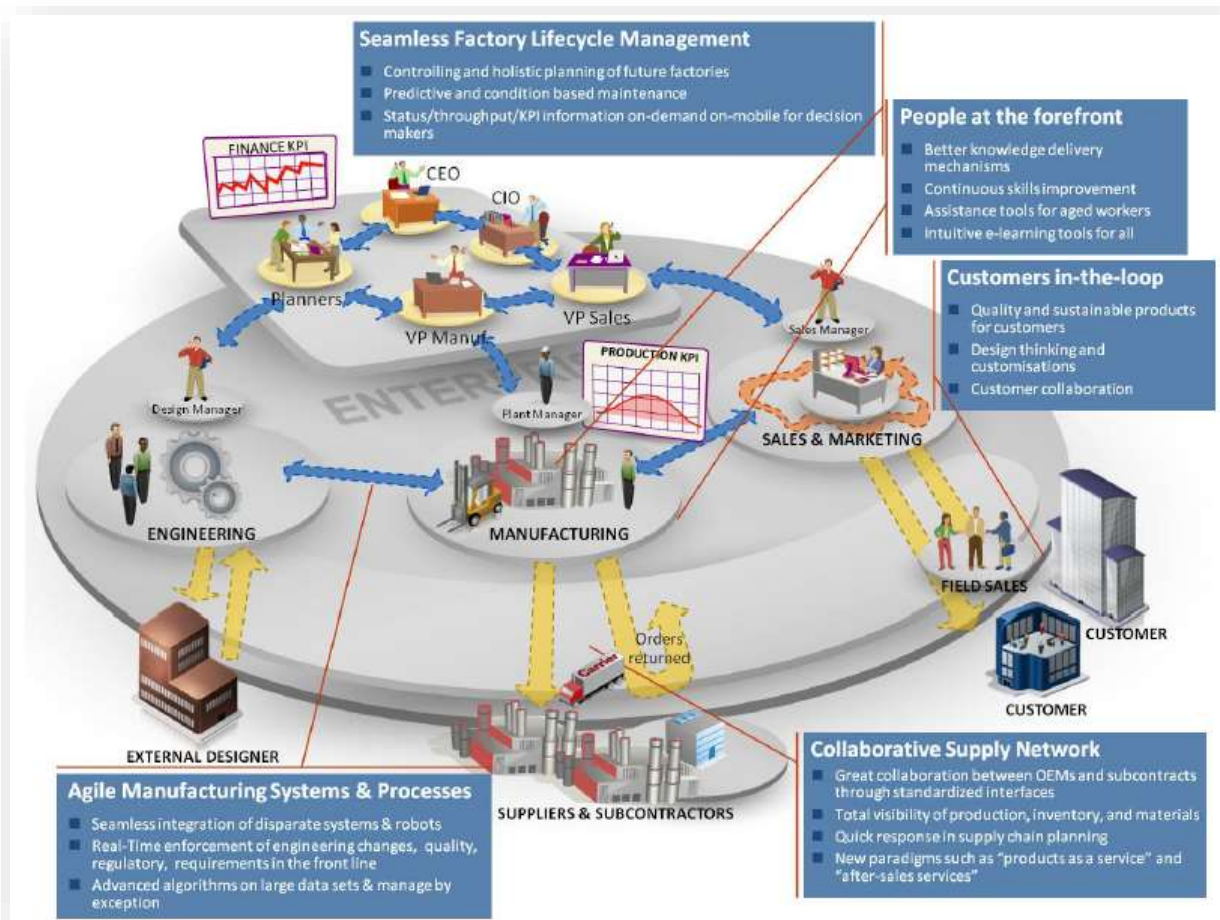 Seamless Factory Lifecycle Management
Controlling and holistic planning of future factories
Predictive and condition based maintenance
Status/throughput/KPI information on-demand on-mobile for decision
makers
People at the forefront
Better knowledge delivery
mechanisms
Continuous skills improvement
Assistance tools for aged workers
Intuitive e-learning tools for all
Customers in-the-loop
Quality and sustainable products
for customers
Design thinking and
customisations
Customer collaboration
FINANCE KPI
CEO
CIO
Planners
VP Manuf.
VP Sales
Sales Manager
ENTERPRISE
PRODUCTION KPI
Design Manager
Plant Manager
SALES & MARKETING
ENGINEERING
MANUFACTURING
FIELD SALES
CUSTOMER
CUSTOMER
Orders
returned
Carrier
EXTERNAL DESIGNER
SUPPLIERS & SUBCONTRACTORS
Agile Manufacturing Systems & Processes
Seamless integration of disparate systems & robots
Real-Time enforcement of engineering changes, quality,
regulatory, requirements in the front line
Advanced algorithms on large data sets & manage by
exception
Collaborative Supply Network
Great collaboration between OEMs and subcontracts
through standardized interfaces
Total visibility of production, inventory, and materials
Quick response in supply chain planning
New paradigms such as "products as a service" and
"after-sales services"